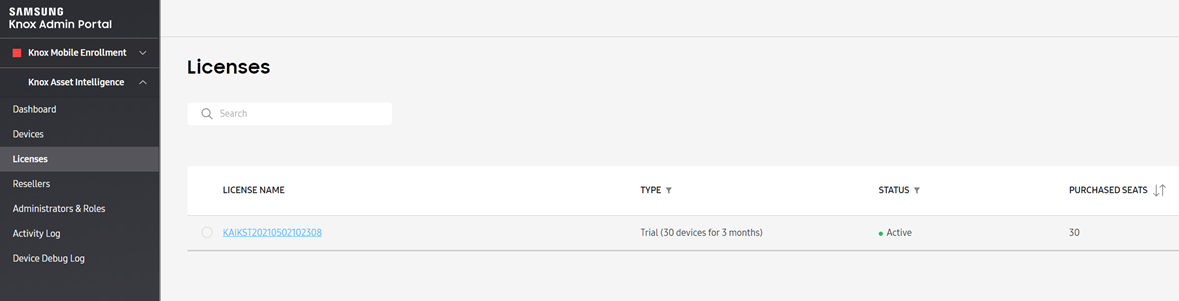 SAMSUNG
Knox Admin Portal
Knox Mobile Enrollment
Knox Asset Intelligence
Dashboard
Devices
Licenses
Resellers
Administrators & Roles
Activity Log
Device Debug Log
Licenses
Search
LICENSE NAME TYPE STATUS PURCHASED SEATS
KAIKST20210502102308 Trial (30 devices for 3 months) Active 30